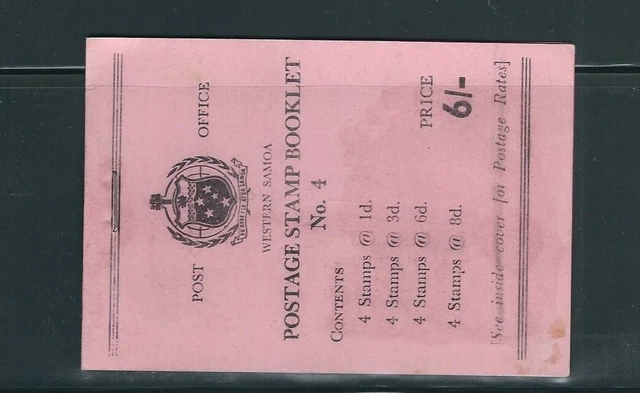 POST OFFICE
WESTERN SAMOA
POSTAGE STAMP BOOKLET
No. 4
CONTENTS
PRICE
4 Stamps @ 1d.
6/-
4 Stamps @ 3d.
4 Stamps @ 6d.
4 Stamps @ 8d.
[See inside cover for Postage Rates]